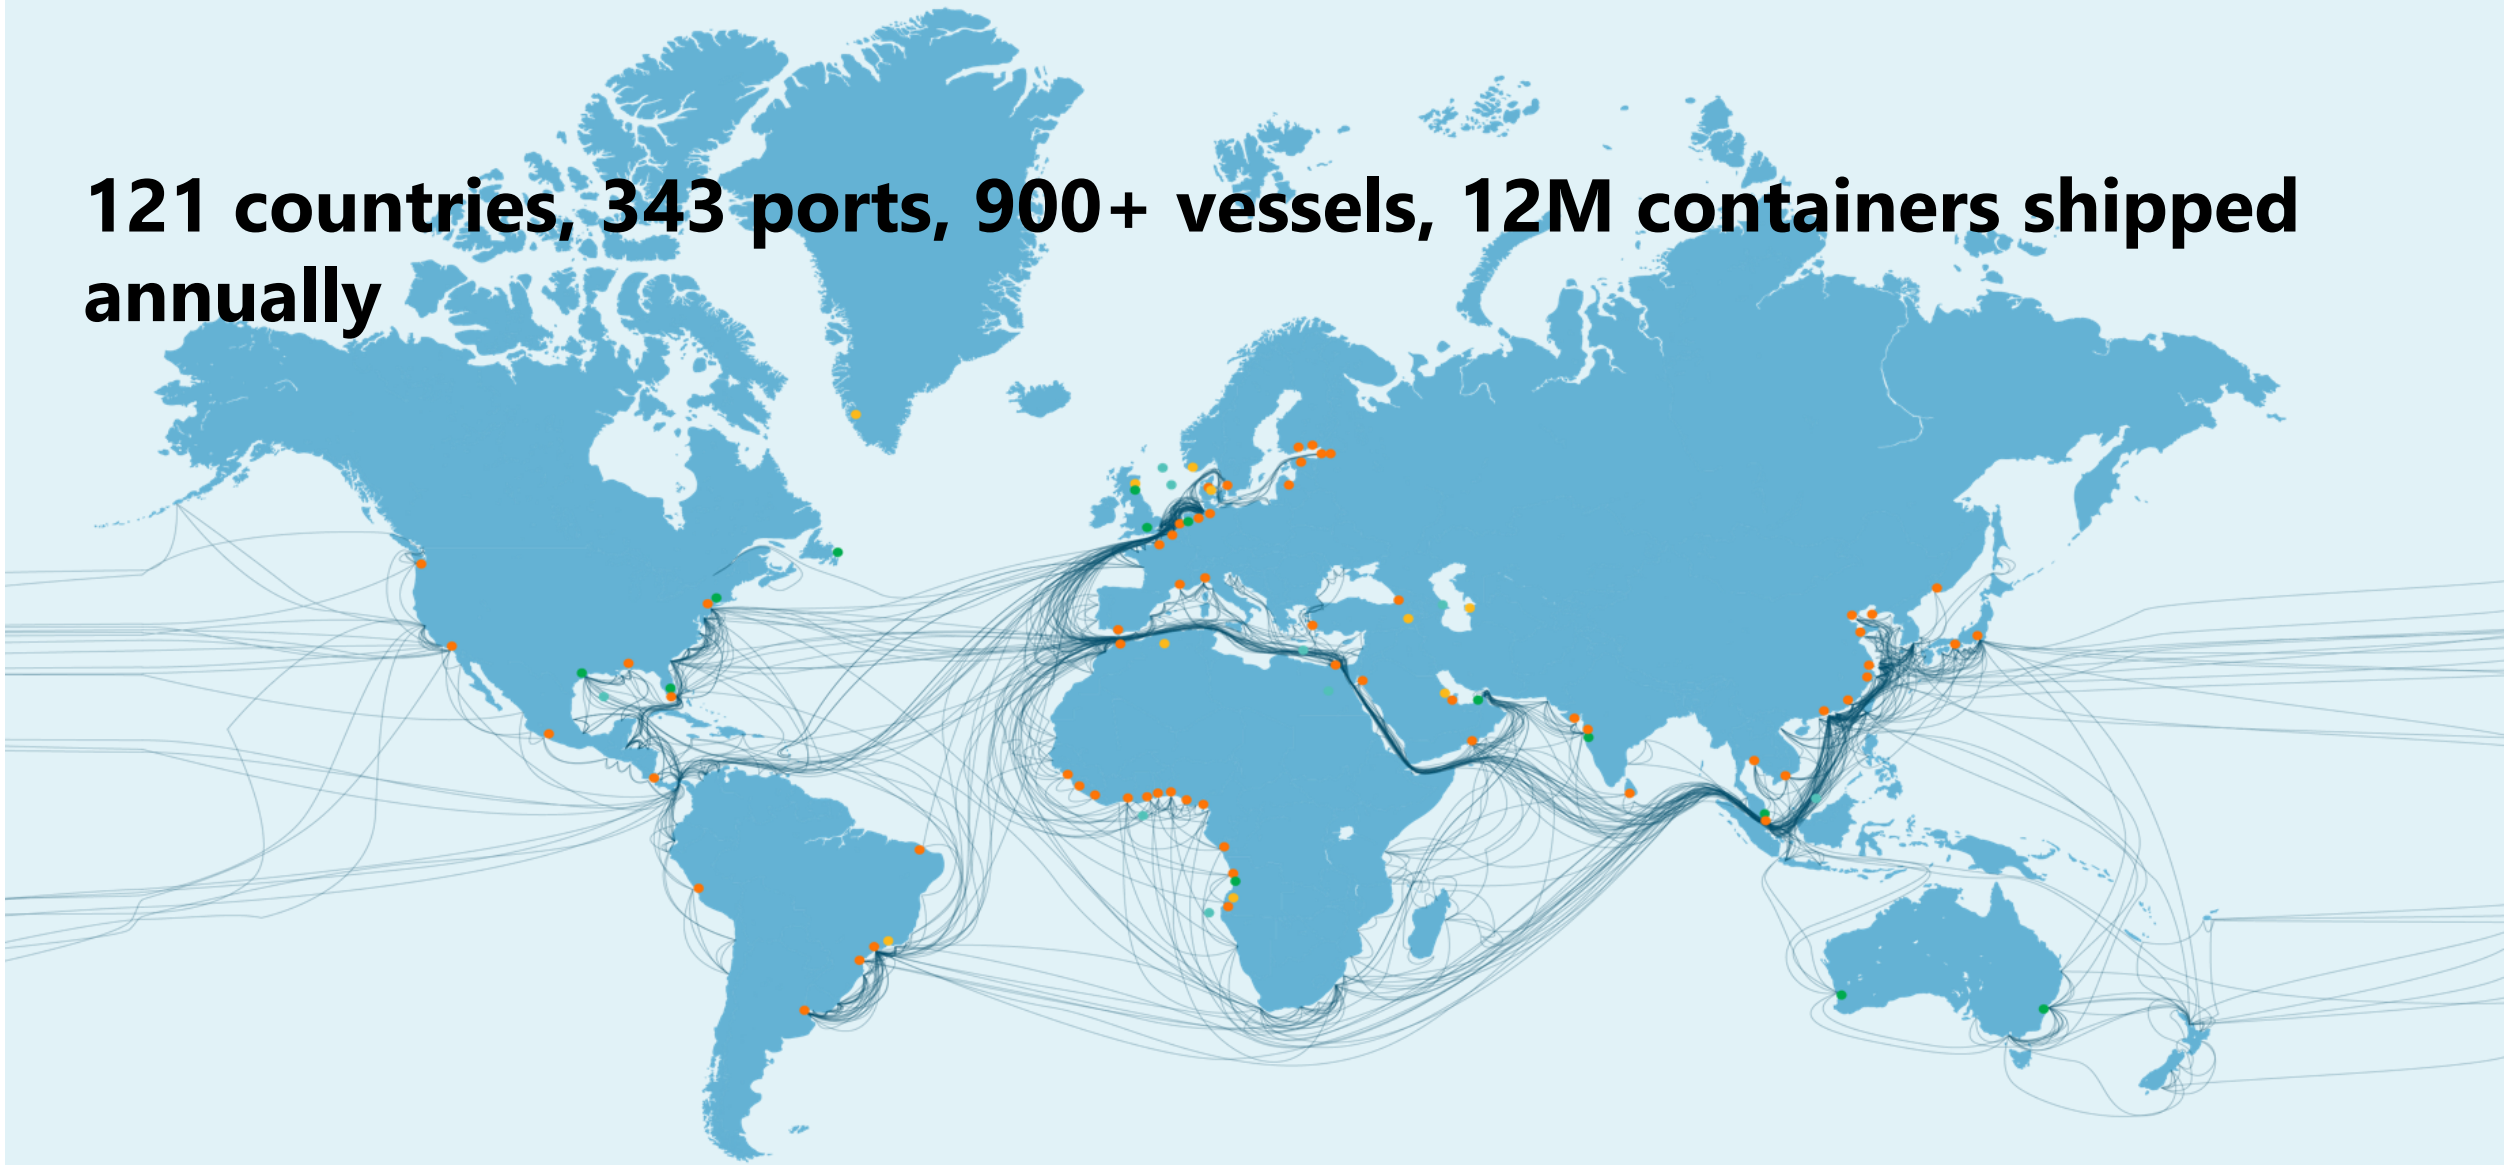 121 countries, 343 ports, 900+ vessels, 12M containers shipped
annually